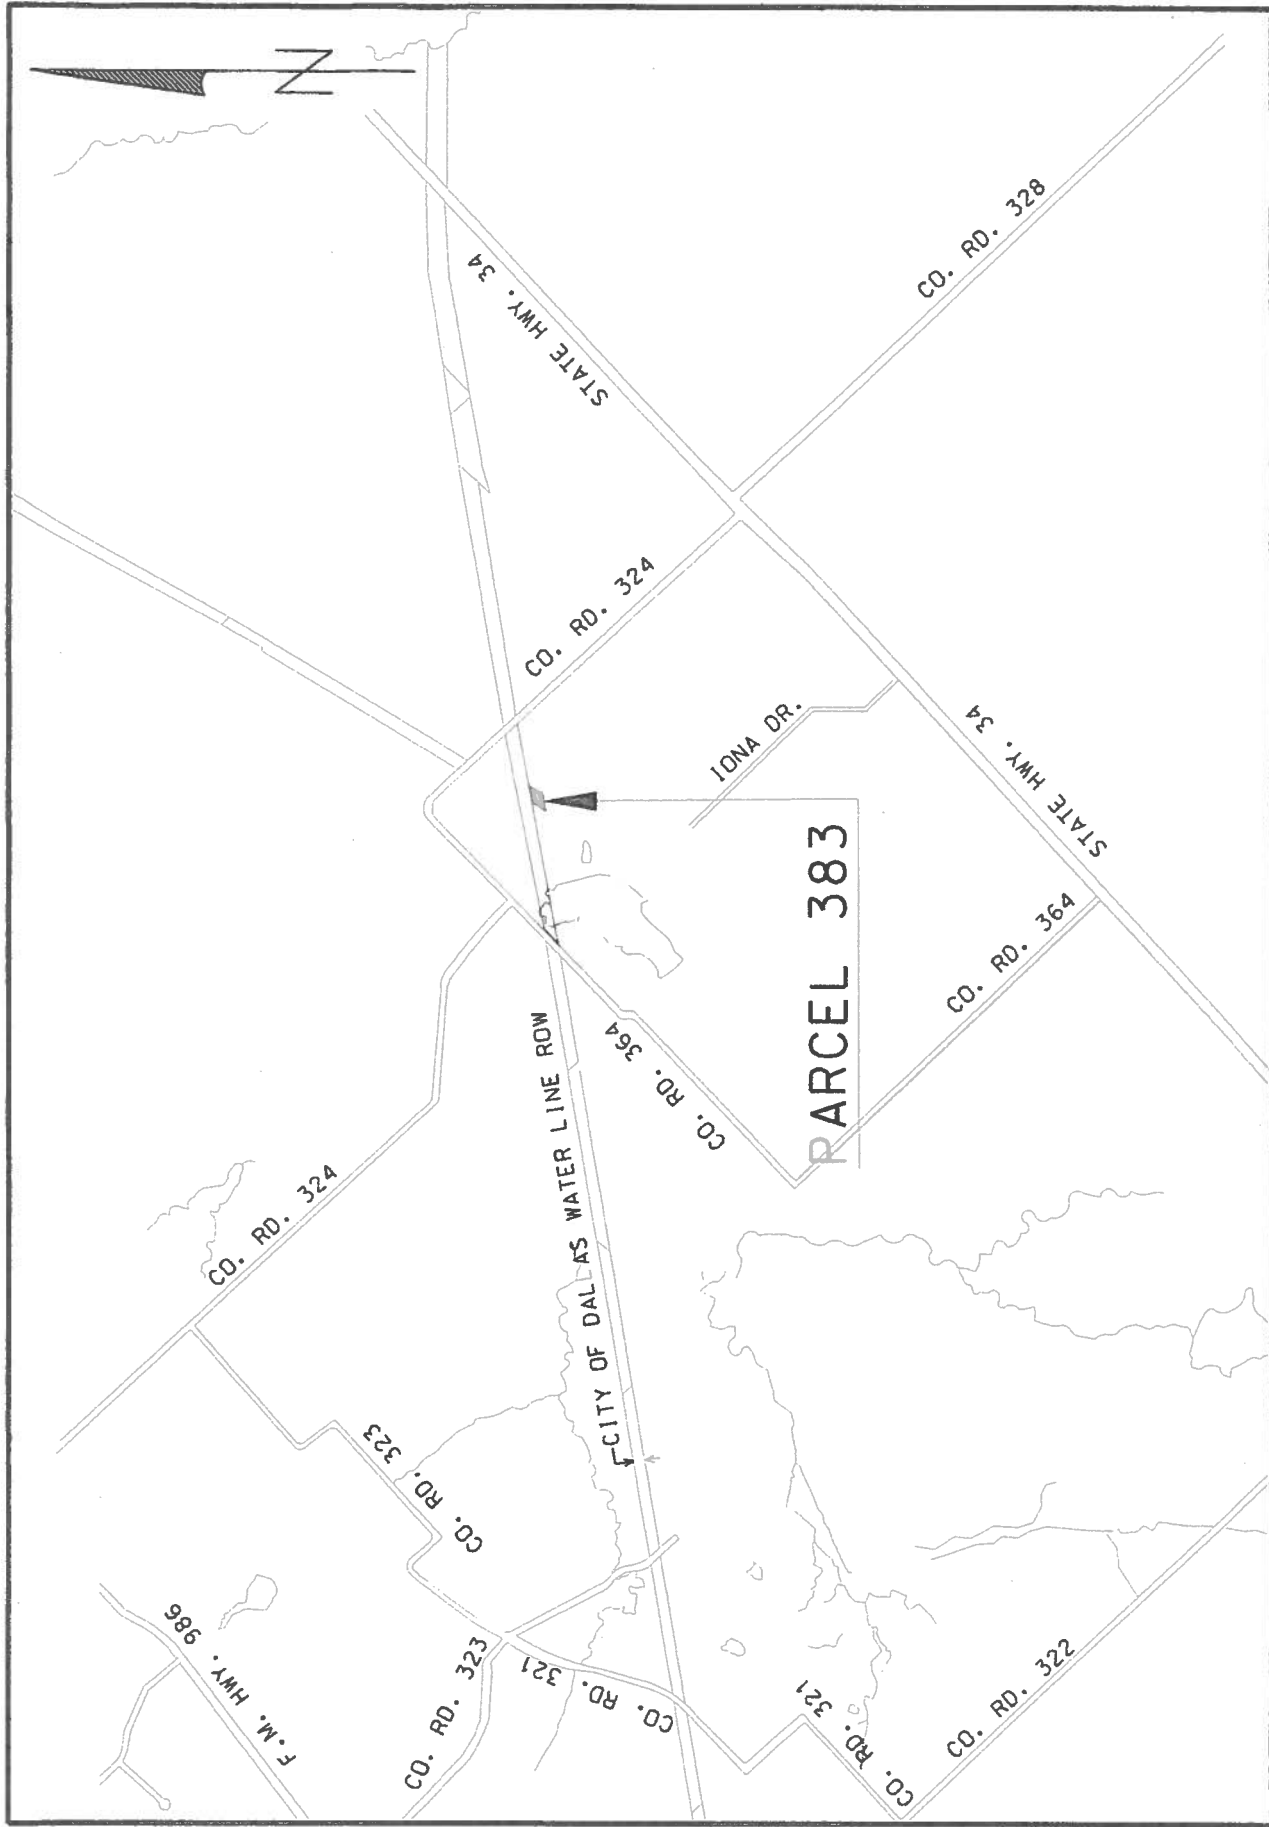 N
STATE HWY. 34
CO. RD. 328
CO. RD. 324
IONA DR.
STATE HWY. 34
PARCEL 383
CO. RD. 364
CO. RD. 364
CITY OF DAL AS WATER LINE ROW
CO. RD. 324
CO. RD. 323
F.M. HWY. 986
CO. RD. 323
CO. RD. 321
CO. RD. 321
CO. RD. 322